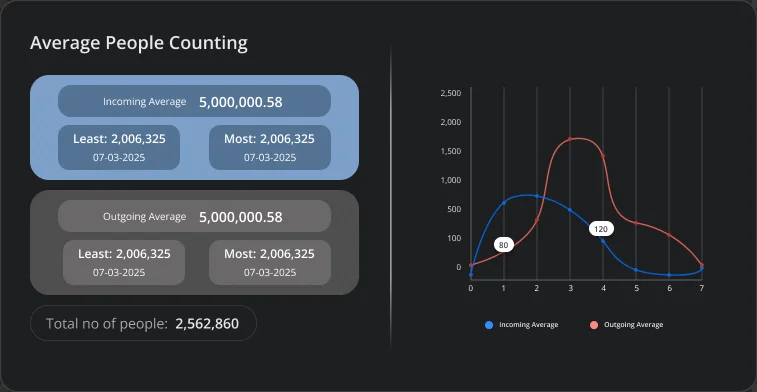 Average People Counting
Incoming Average 5,000,000.58
Least: 2,006,325
07-03-2025
Most: 2,006,325
07-03-2025
Outgoing Average 5,000,000.58
Least: 2,006,325
07-03-2025
Most: 2,006,325
07-03-2025
Total no of people: 2,562,860
2,500
2,000
1,500
1,000
500
100
0
80
120
0 1 2 3 4 5 6 7
Incoming Average Outgoing Average